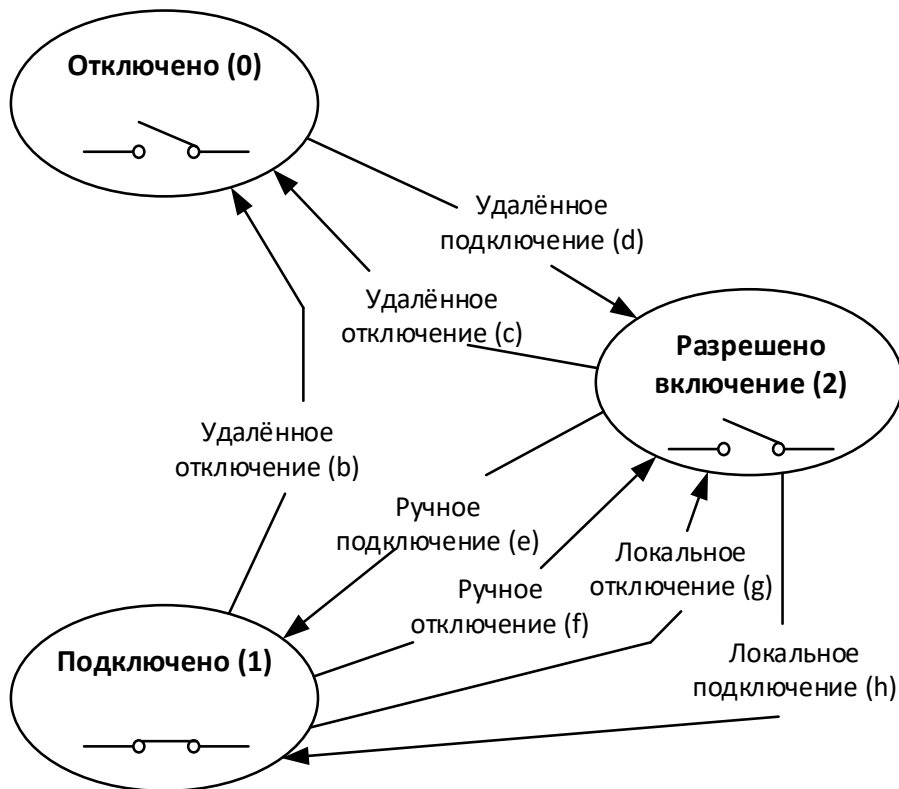 Отключено (0)
Удалённое
подключение (d)
Удалённое
отключение (c)
Разрешено
включение (2)
Удалённое
отключение (b)
Ручное
подключение (e)
Локальное
отключение (g)
Ручное
отключение (f)
Подключено (1)
Локальное
подключение (h)